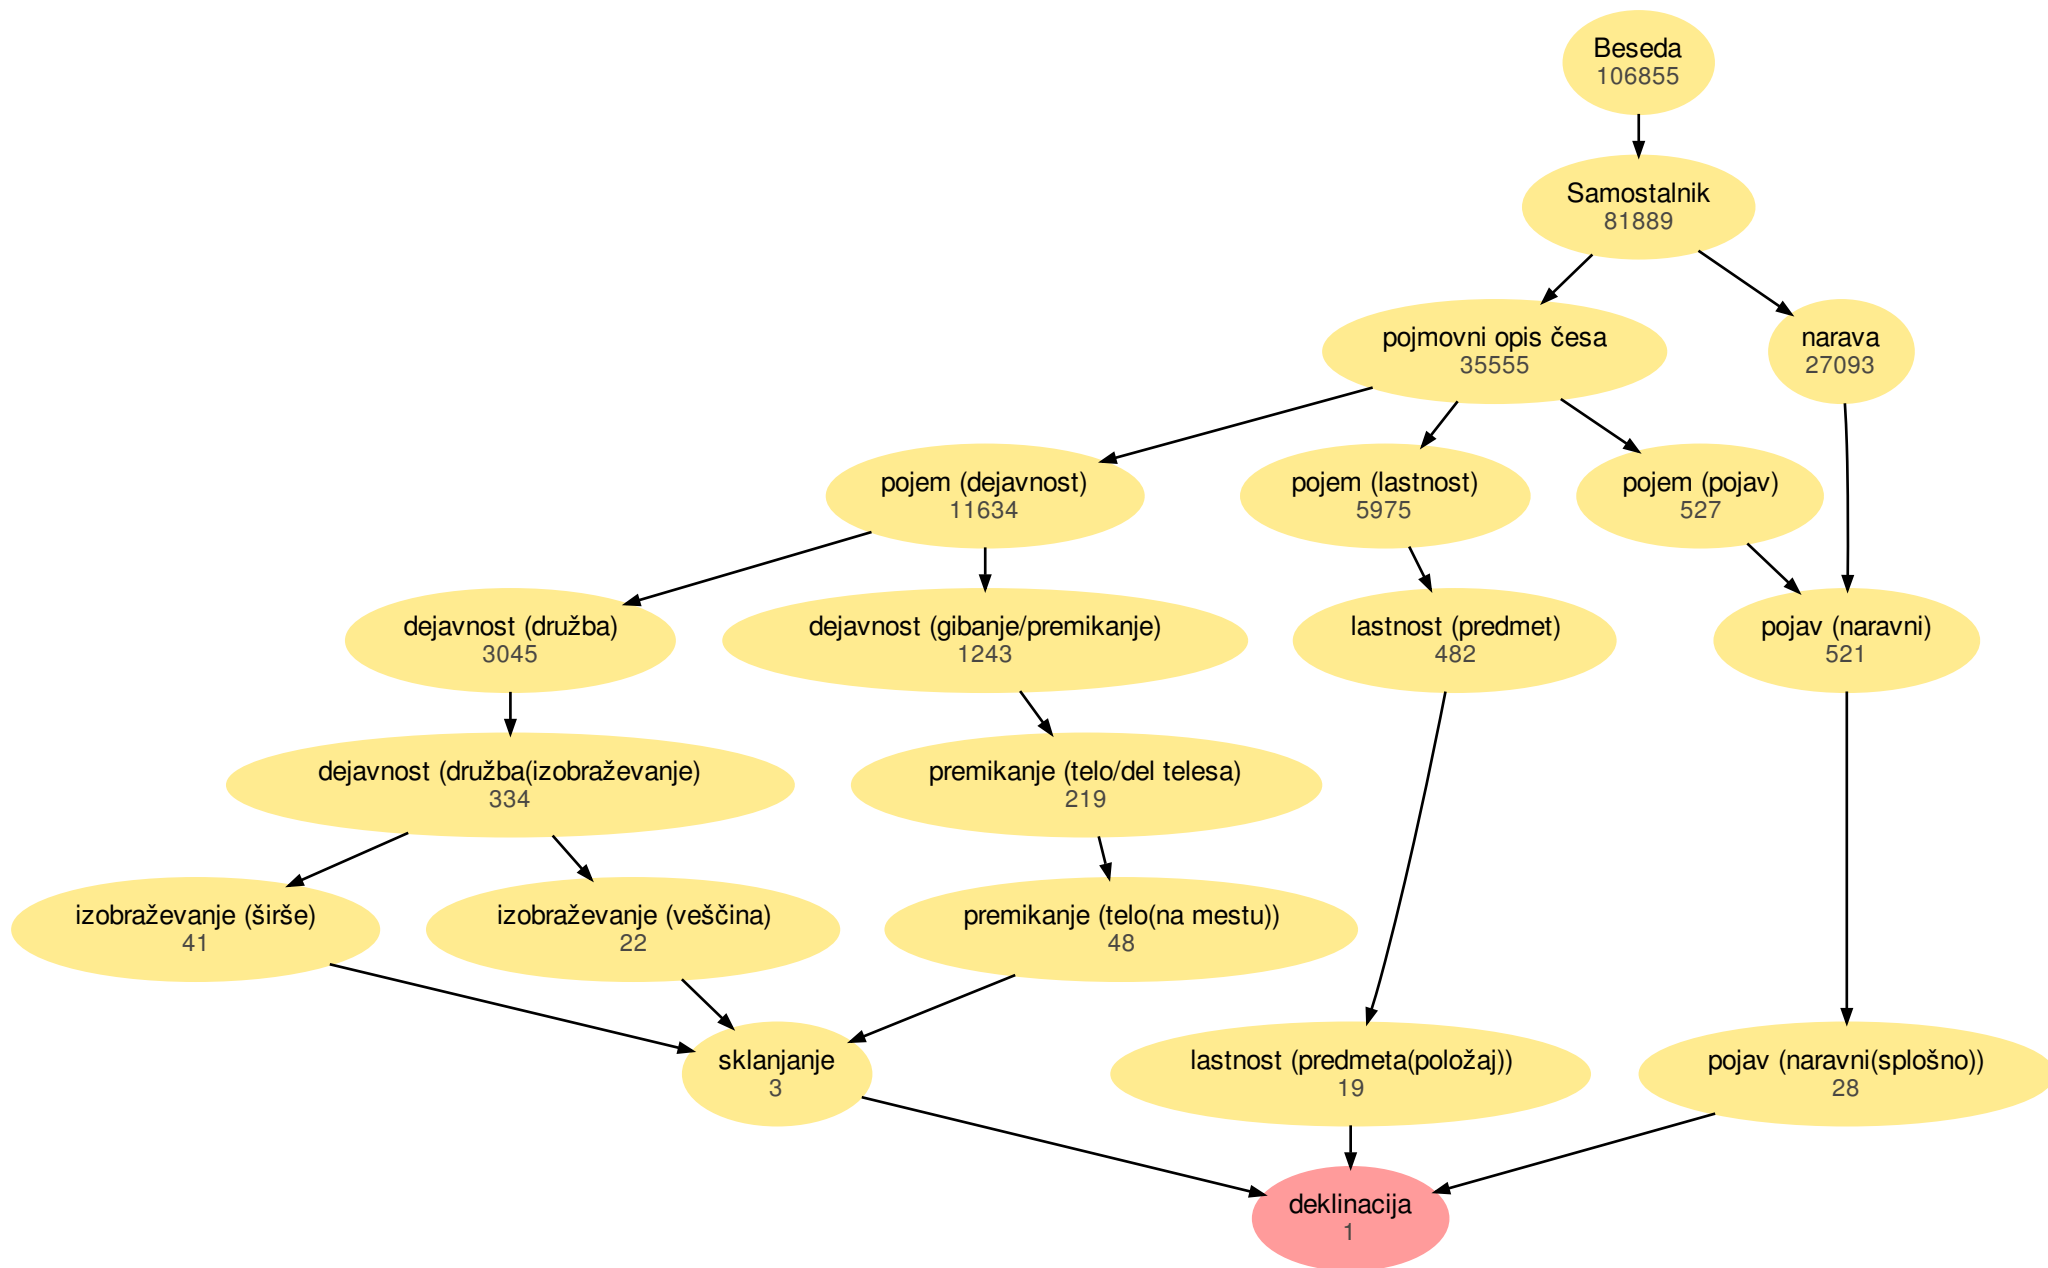 Beseda
106855
Samostalnik
81889
pojmovni opis česa
35555
narava
27093
pojem (dejavnost)
11634
pojem (lastnost)
5975
pojem (pojav)
527
dejavnost (družba)
3045
dejavnost (gibanje/premikanje)
1243
lastnost (predmet)
482
pojav (naravni)
521
dejavnost (družba(izobraževanje)
334
premikanje (telo/del telesa)
219
izobraževanje (širše)
41
izobraževanje (veščina)
22
premikanje (telo(na mestu))
48
sklanjanje
3
lastnost (predmeta(položaj))
19
pojav (naravni(splošno))
28
deklinacija
1